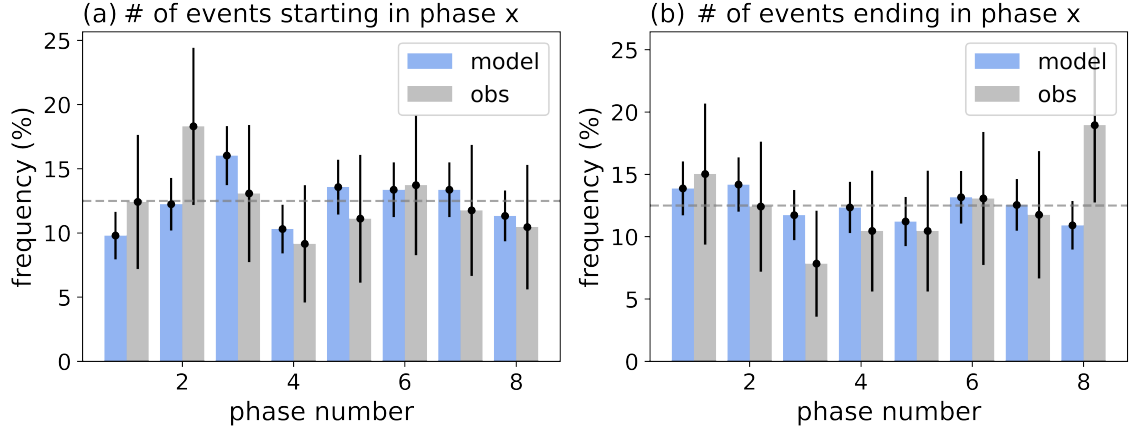 (a) # of events starting in phase x
25
20
15
10
5
0
frequency (%)
model
obs
2
4
6
8
phase number
(b) # of events ending in phase x
25
20
15
10
5
0
frequency (%)
model
obs
2
4
6
8
phase number